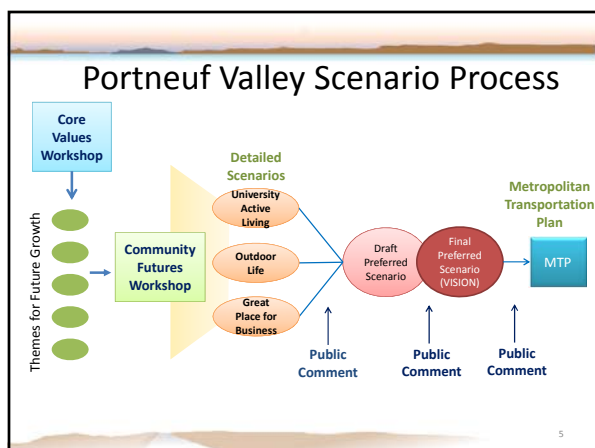 Portneuf Valley Scenario Process
Core
Values
Workshop
Themes for Future Growth
Community
Futures
Workshop
Detailed
Scenarios
University
Active
Living
Outdoor
Life
Great
Place for
Business
Draft
Preferred
Scenario
Final
Preferred
Scenario
(VISION)
Metropolitan
Transportation
Plan
MTP
Public
Comment
Public
Comment
Public
Comment
5